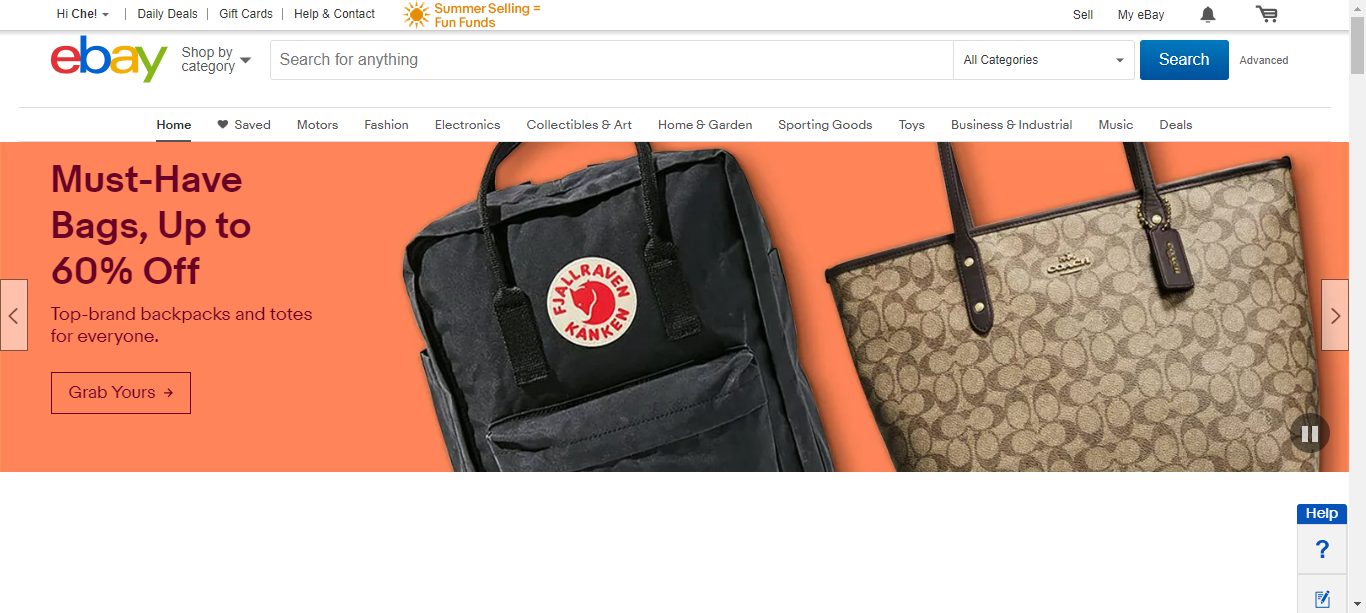 Hi Che!
Daily Deals
Gift Cards
Help & Contact
Summer Selling =
Fun Funds
Sell
My eBay
ebay
Shop by
category
Search for anything
All Categories
Search
Advanced
Home
Saved
Motors
Fashion
Electronics
Collectibles & Art
Home & Garden
Sporting Goods
Toys
Business & Industrial
Music
Deals
Must-Have
Bags, Up to
60% Off
Top-brand backpacks and totes
for everyone.
Grab Yours →
FJALLRAVEN
KANKEN
COACH
COACH
Help
?